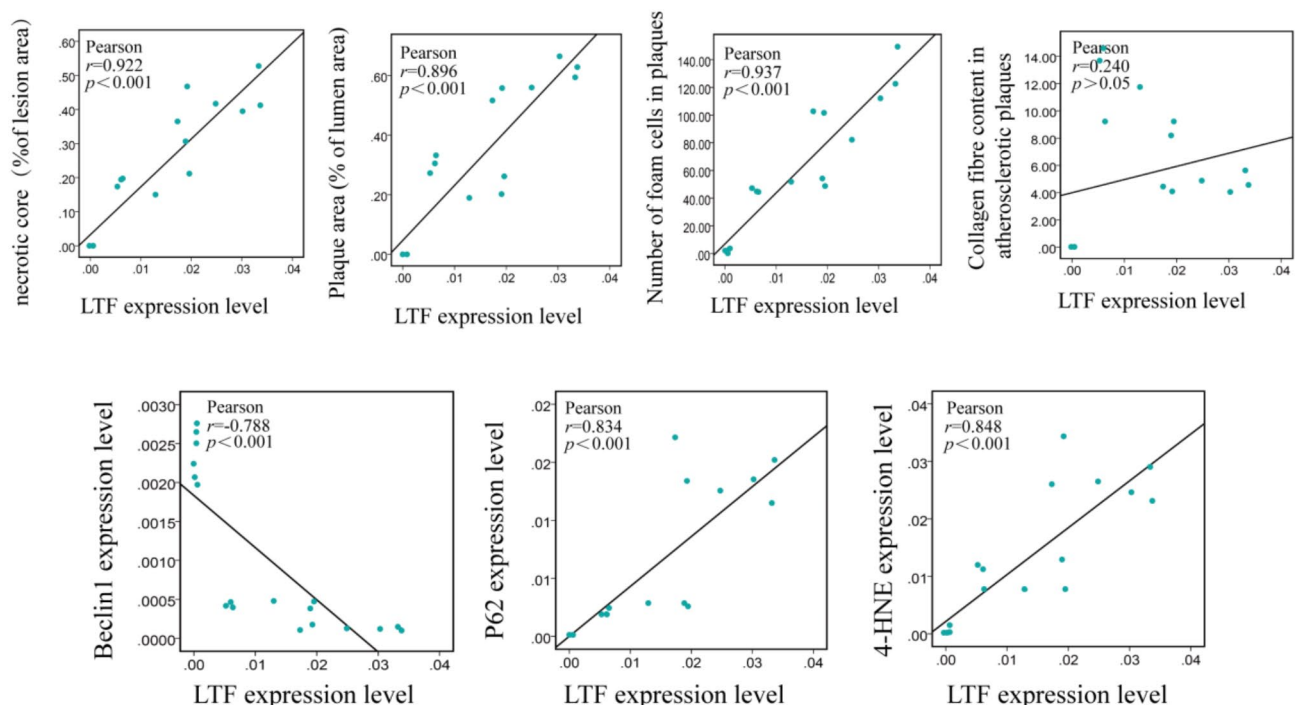 necrotic core (%of lesion area)
.60
.50
.40
.30
.20
.10
.00
Pearson
r=0.922
p<0.001
.00 .01 .02 .03 .04
LTF expression level
Plaque area (% of lumen area)
.60
.40
.20
.00
Pearson
r=0.896
p<0.001
.00 .01 .02 .03 .04
LTF expression level
Number of foam cells in plaques
140.00
120.00
100.00
80.00
60.00
40.00
20.00
.00
Pearson
r=0.937
p<0.001
.00 .01 .02 .03 .04
LTF expression level
Collagen fibre content in
atherosclerotic plaques
14.00
12.00
10.00
8.00
6.00
4.00
2.00
.00
Pearson
r=0.240
p>0.05
.00 .01 .02 .03 .04
LTF expression level
Beclin1 expression level
.0030
.0025
.0020
.0015
.0010
.0005
.0000
Pearson
r=-0.788
p<0.001
.00 .01 .02 .03 .04
LTF expression level
P62 expression level
.02
.02
.01
.01
.00
Pearson
r=0.834
p<0.001
.00 .01 .02 .03 .04
LTF expression level
4-HNE expression level
.04
.03
.02
.01
.00
Pearson
r=0.848
p<0.001
.00 .01 .02 .03 .04
LTF expression level